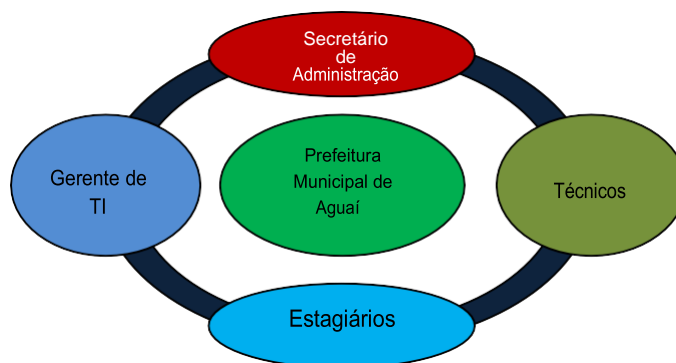 Secretário
de
Administração
Gerente de
TI
Prefeitura
Municipal de
Aguaí
Técnicos
Estagiários